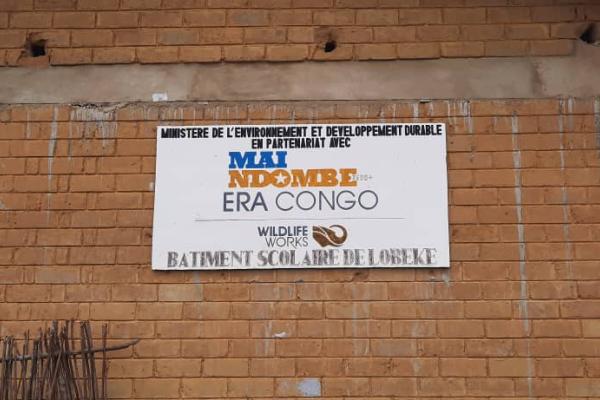 MINISTERE DE L'ENVIRONNEMENT ET DEVELOPPEMENT DURABLE
EN PARTENARIAT AVEC
MAI
NDOMBE
ERA CONGO
WILDLIFE
WORKS
BATIMENT SCOLAIRE DE LOBEKE